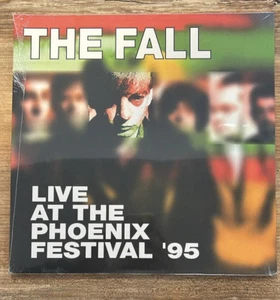 THE FALL
LIVE
AT THE
PHOENIX
FESTIVAL '95